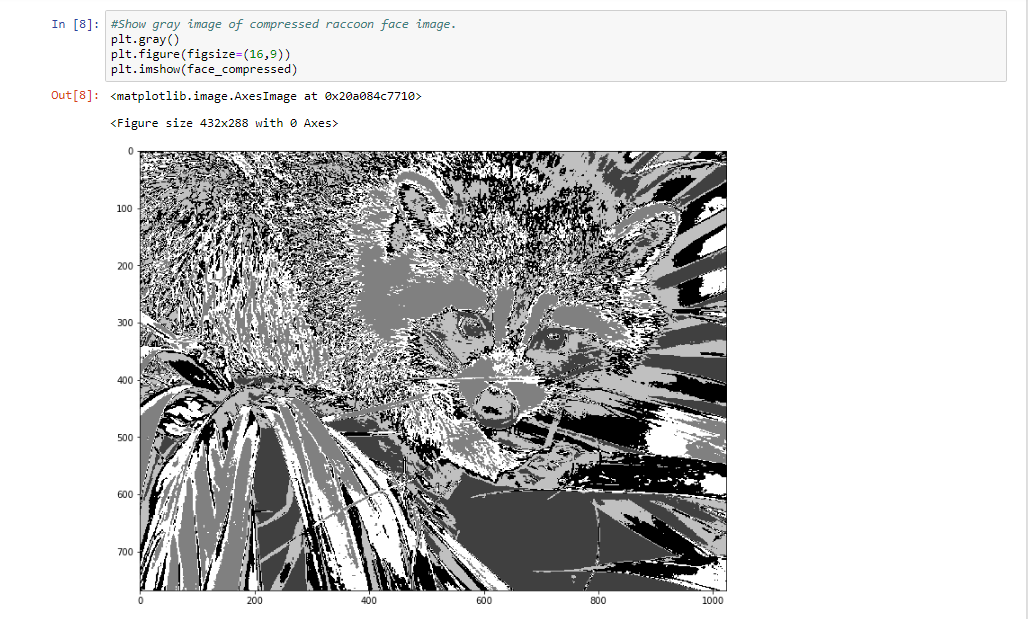 In [8]: #Show gray image of compressed raccoon face image.
plt.gray()
plt.figure(figsize=(16,9))
plt.imshow(face_compressed)
Out[8]: <matplotlib.image.AxesImage at 0x20a084c7710>
<Figure size 432x288 with 0 Axes>
0
100
200
300
400
500
600
700
0 200 400 600 800 1000